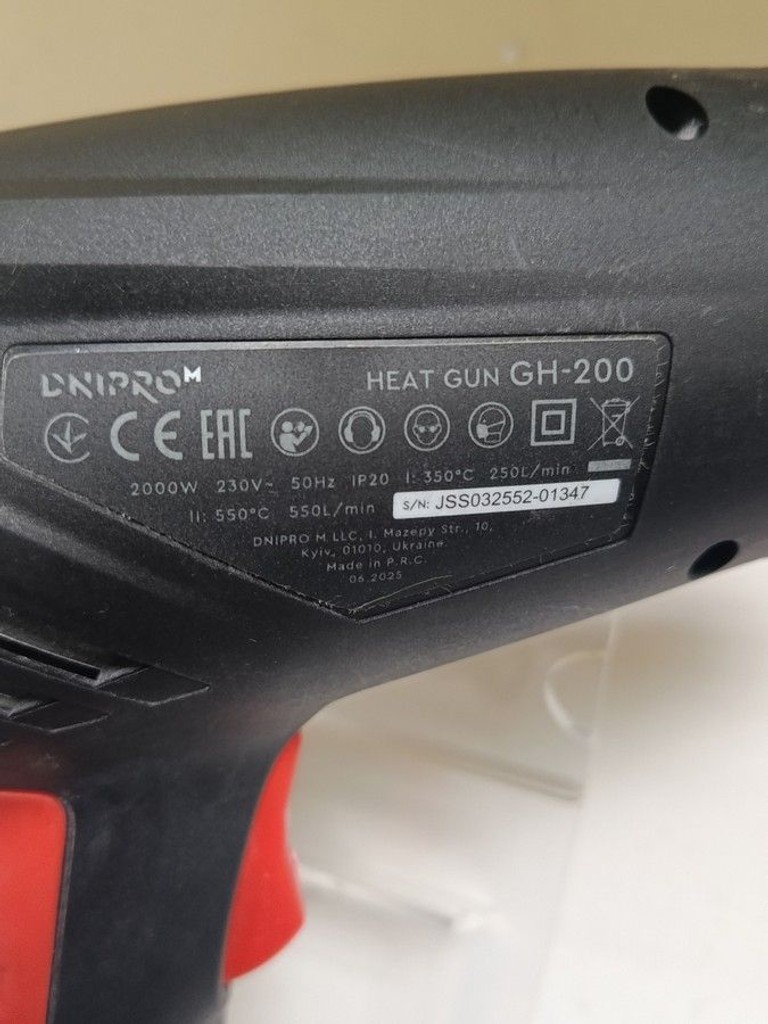 DNIPRO M
HEAT GUN GH-200
CE EAC
2000W 230V~ 50Hz IP20 I: 350°C 250L/min
II: 550°C 550L/min
S/N: JSS032552-01347
DNIPRO M LLC, I. Mazepy Str., 10,
Kyiv, 01010, Ukraine.
Made in P.R.C.
06.2025